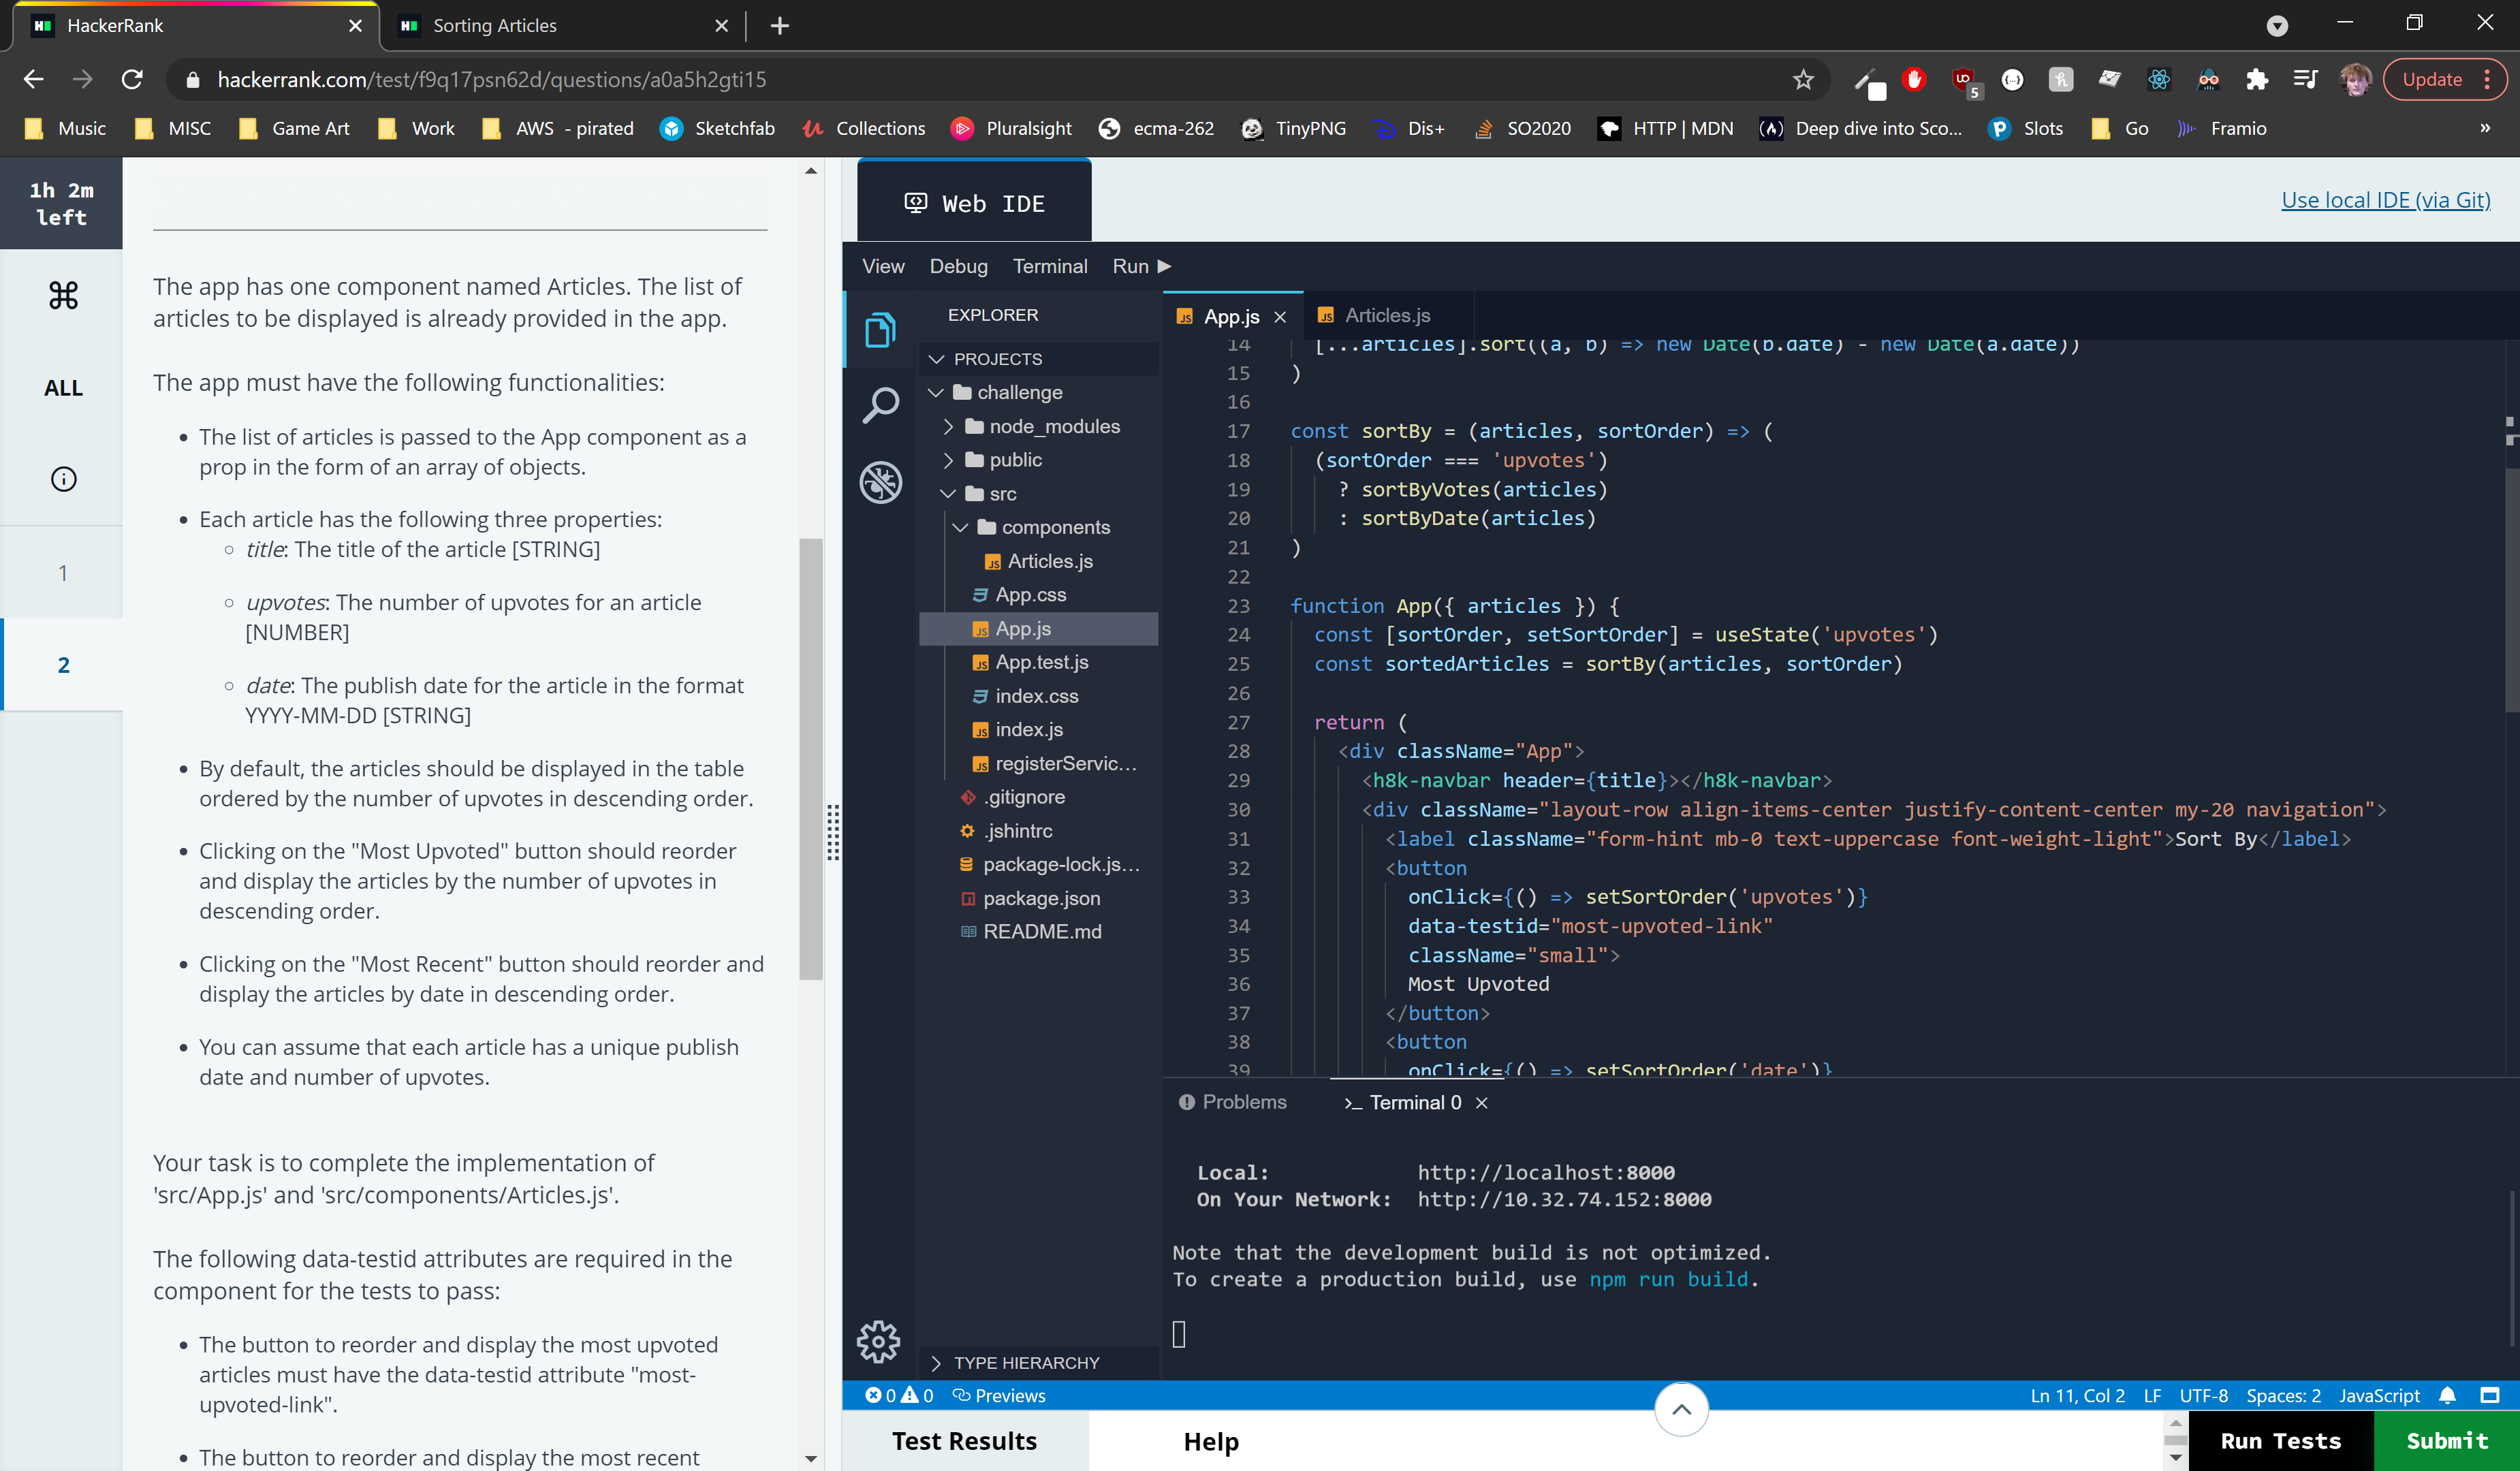 HackerRank
Sorting Articles
hackerrank.com/test/f9q17psn62d/questions/a0a5h2gti15
5
Update
Music
MISC
Game Art
Work
AWS - pirated
Sketchfab
Collections
Pluralsight
ecma-262
TinyPNG
Dis+
SO2020
HTTP | MDN
Deep dive into Sco...
Slots
Go
Framio
»
1h 2m
left
ALL
1
2
The app has one component named Articles. The list of
articles to be displayed is already provided in the app.
The app must have the following functionalities:
• The list of articles is passed to the App component as a
prop in the form of an array of objects.
• Each article has the following three properties:
◦ title: The title of the article [STRING]
◦ upvotes: The number of upvotes for an article
[NUMBER]
◦ date: The publish date for the article in the format
YYYY-MM-DD [STRING]
• By default, the articles should be displayed in the table
ordered by the number of upvotes in descending order.
• Clicking on the "Most Upvoted" button should reorder
and display the articles by the number of upvotes in
descending order.
• Clicking on the "Most Recent" button should reorder and
display the articles by date in descending order.
• You can assume that each article has a unique publish
date and number of upvotes.
Your task is to complete the implementation of
'src/App.js' and 'src/components/Articles.js'.
The following data-testid attributes are required in the
component for the tests to pass:
• The button to reorder and display the most upvoted
articles must have the data-testid attribute "most-
upvoted-link".
• The button to reorder and display the most recent
Web IDE
Use local IDE (via Git)
View
Debug
Terminal
Run
EXPLORER
PROJECTS
challenge
node_modules
public
src
components
Articles.js
App.css
App.js
App.test.js
index.css
index.js
registerServic...
.gitignore
.jshintrc
package-lock.js...
package.json
README.md
TYPE HIERARCHY
App.js
Articles.js
14 [...articles].sort((a, b) => new Date(b.date) - new Date(a.date))
15 )
16
17 const sortBy = (articles, sortOrder) => (
18 (sortOrder === 'upvotes')
19 ? sortByVotes(articles)
20 : sortByDate(articles)
21 )
22
23 function App({ articles }) {
24 const [sortOrder, setSortOrder] = useState('upvotes')
25 const sortedArticles = sortBy(articles, sortOrder)
26
27 return (
28 <div className="App">
29 <h8k-navbar header={title}></h8k-navbar>
30 <div className="layout-row align-items-center justify-content-center my-20 navigation">
31 <label className="form-hint mb-0 text-uppercase font-weight-light">Sort By</label>
32 <button
33 onClick={() => setSortOrder('upvotes')}
34 data-testid="most-upvoted-link"
35 className="small">
36 Most Upvoted
37 </button>
38 <button
39 onClick={() => setSortOrder('date')}
Problems
>_ Terminal 0
Local: http://localhost:8000
On Your Network: http://10.32.74.152:8000
Note that the development build is not optimized.
To create a production build, use npm run build.
0
0
Previews
Ln 11, Col 2
LF
UTF-8
Spaces: 2
JavaScript
Test Results
Help
Run Tests
Submit